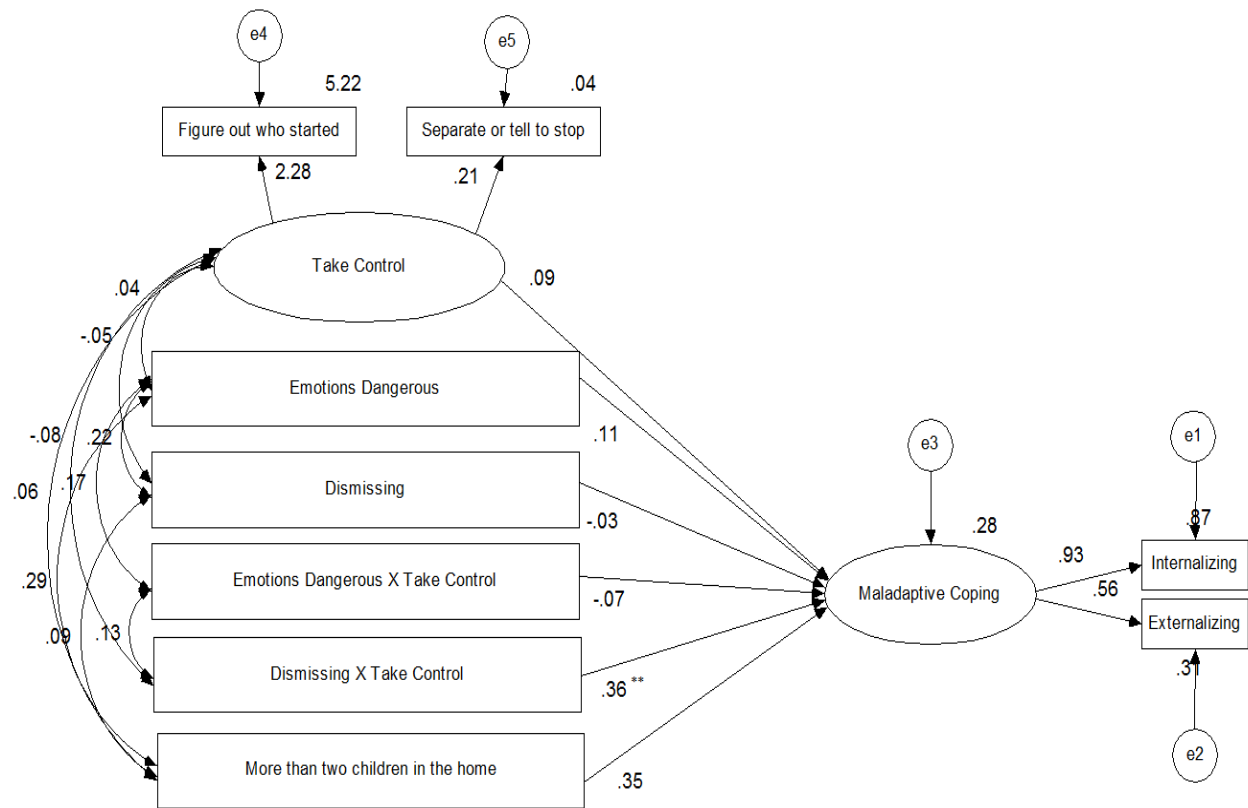 e4
e5
5.22
.04
Figure out who started
Separate or tell to stop
2.28
.21
Take Control
.09
.04
-.05
Emotions Dangerous
-.08
.22
.11
e3
e1
.06
.17
Dismissing
-.03
.28
.87
.93
Internalizing
.29
Emotions Dangerous X Take Control
-.07
Maladaptive Coping
.56
Externalizing
.09
.13
Dismissing X Take Control
.36 **
.31
More than two children in the home
.35
e2